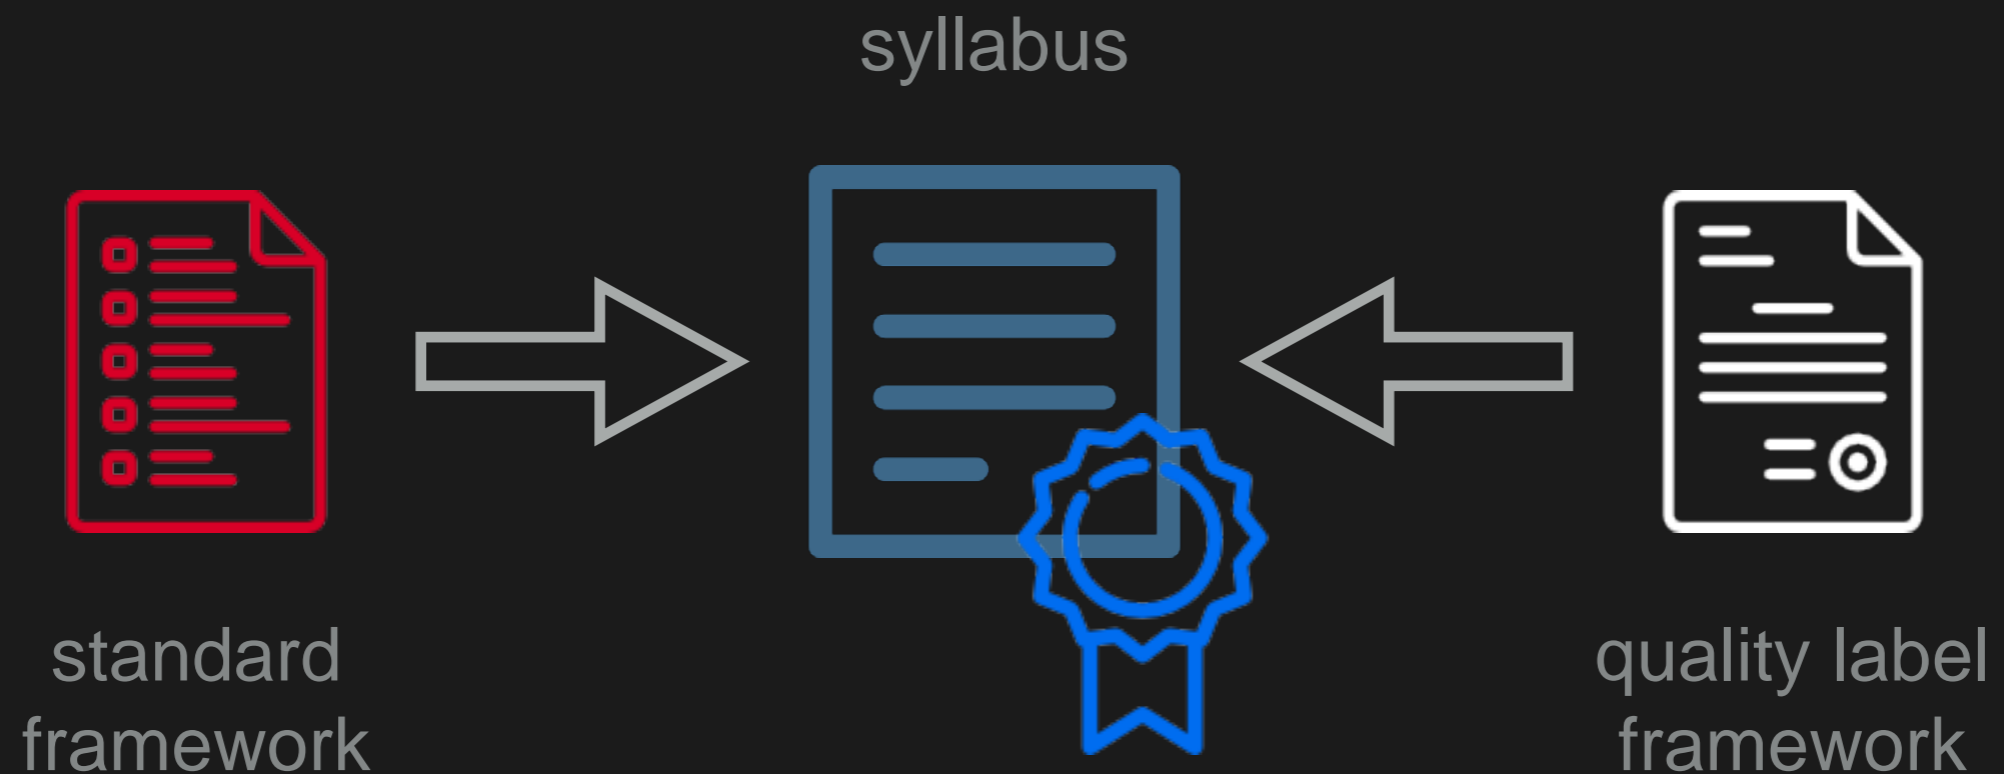 syllabus
standard
framework
quality label
framework